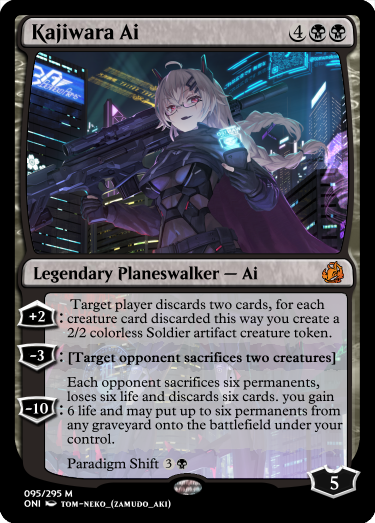 Kajiwara Ai 4
Legendary Planeswalker — Ai
+2: Target player discards two cards, for each
creature card discarded this way you create a
2/2 colorless Soldier artifact creature token.
-3: [Target opponent sacrifices two creatures]
Each opponent sacrifices six permanents,
loses six life and discards six cards. you gain
-10: 6 life and may put up to six permanents from
any graveyard onto the battlefield under your
control.
Paradigm Shift 3
5
095/295 M
ONI TOM-NEKO_(ZAMUDO_AKI)